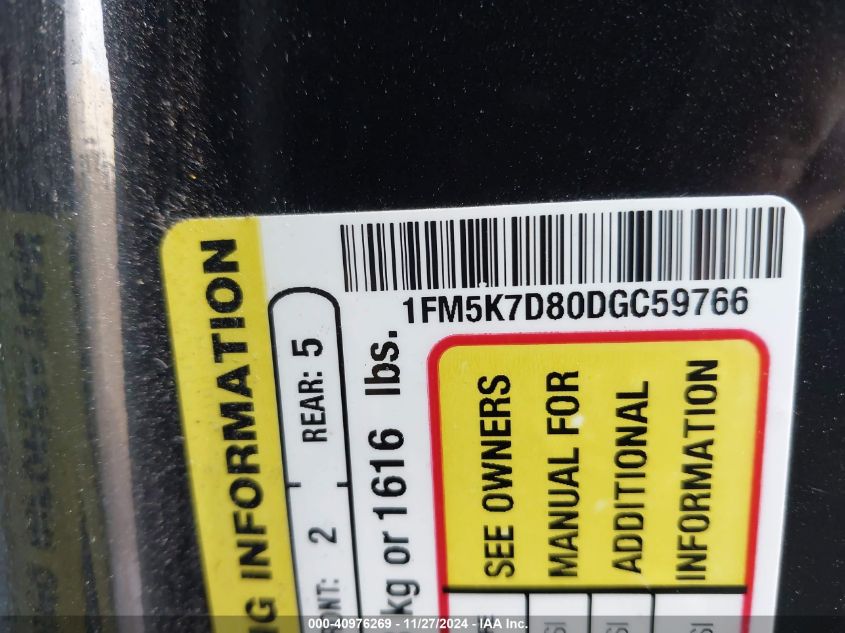 1FM5K7D80DGC59766
INFORMATION
REAR: 5
2
kg or 1616 lbs.
SEE OWNERS
MANUAL FOR
ADDITIONAL
INFORMATION
000-40976269 - 11/27/2024 - IAA Inc.